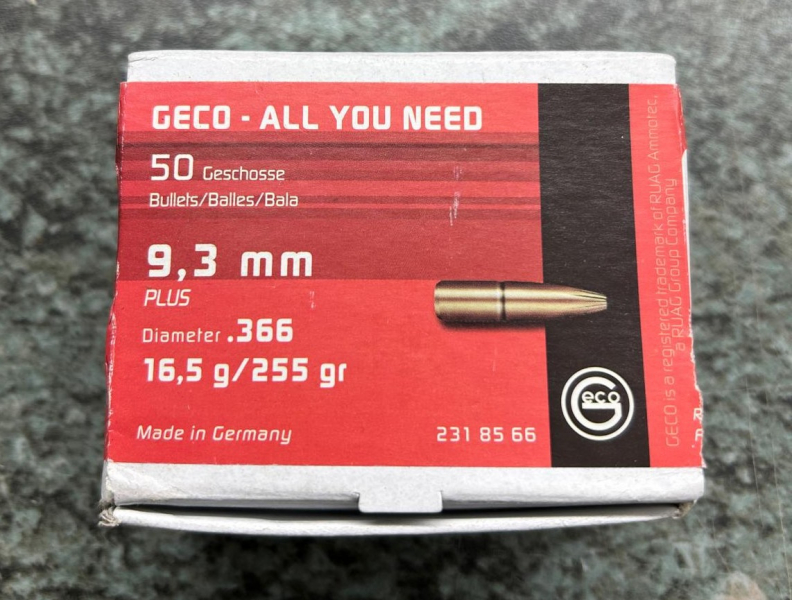 GECO - ALL YOU NEED
50 Geschosse
Bullets/Balles/Bala
9,3 mm
PLUS
Diameter .366
16,5 g/255 gr
Made in Germany
231 85 66
Geco
GECO is a registered trademark of RUAG Ammotec,
a RUAG Group Company